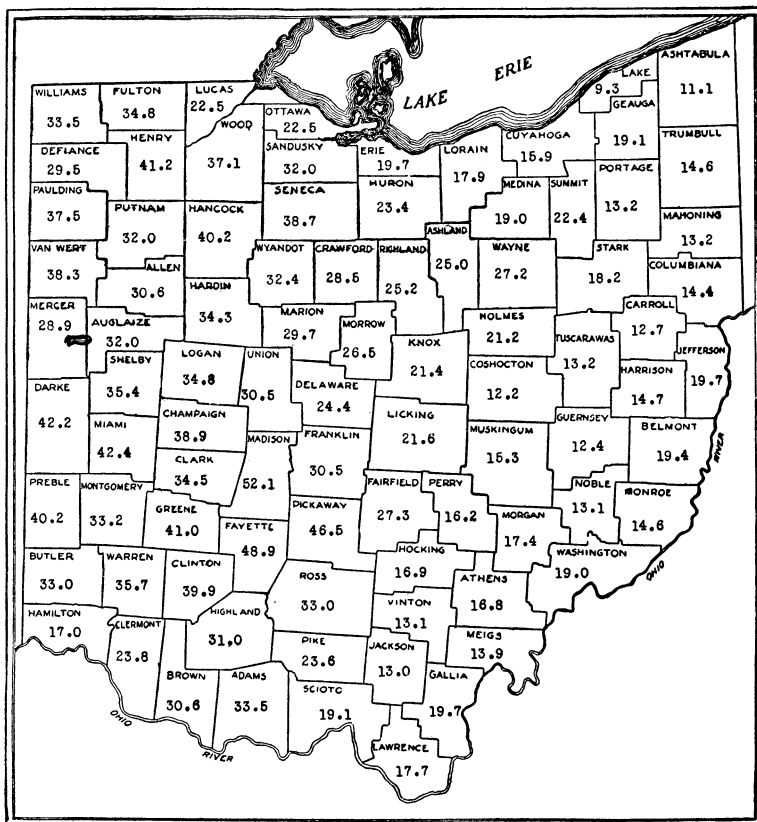 LAKE ERIE
ASHTABULA
11.1
LAKE
9.3
GEAUGA
19.1
WILLIAMS
33.5
FULTON
34.8
LUCAS
22.5
OTTAWA
22.5
WOOD
37.1
HENRY
41.2
DEFIANCE
29.5
SANDUSKY
32.0
ERIE
19.7
LORAIN
17.9
CUYAHOGA
15.9
TRUMBULL
14.6
PAULDING
37.5
PUTNAM
32.0
HANCOCK
40.2
SENECA
38.7
HURON
23.4
MEDINA
19.0
SUMMIT
22.4
PORTAGE
13.2
MAHONING
13.2
VAN WERT
38.3
ALLEN
30.6
HARDIN
34.3
WYANDOT
32.4
CRAWFORD
28.5
RICHLAND
25.2
ASHLAND
25.0
WAYNE
27.2
STARK
18.2
COLUMBIANA
14.4
MERCER
28.9
AUGLAIZE
32.0
MARION
29.7
MORROW
26.5
KNOX
21.4
HOLMES
21.2
TUSCARAWAS
13.2
CARROLL
12.7
JEFFERSON
19.7
SHELBY
35.4
LOGAN
34.8
UNION
30.5
DELAWARE
24.4
COSHOCTON
12.2
HARRISON
14.7
DARKE
42.2
MIAMI
42.4
CHAMPAIGN
38.9
MADISON
52.1
FRANKLIN
30.5
LICKING
21.6
MUSKINGUM
15.3
GUERNSEY
12.4
BELMONT
19.4
CLARK
34.5
PREBLE
40.2
MONTGOMERY
33.2
GREENE
41.0
FAYETTE
48.9
PICKAWAY
46.5
FAIRFIELD
27.3
PERRY
16.2
MORGAN
17.4
NOBLE
13.1
MONROE
14.6
BUTLER
33.0
WARREN
35.7
CLINTON
39.9
ROSS
33.0
HOCKING
16.9
ATHENS
16.8
WASHINGTON
19.0
HAMILTON
17.0
CLERMONT
23.8
HIGHLAND
31,0
PIKE
23.6
VINTON
13.1
JACKSON
13.0
MEIGS
13.9
BROWN
30.6
ADAMS
33.5
SCIOTO
19.1
GALLIA
19.7
LAWRENCE
17.7
OHIO RIVER
OHIO RIVER